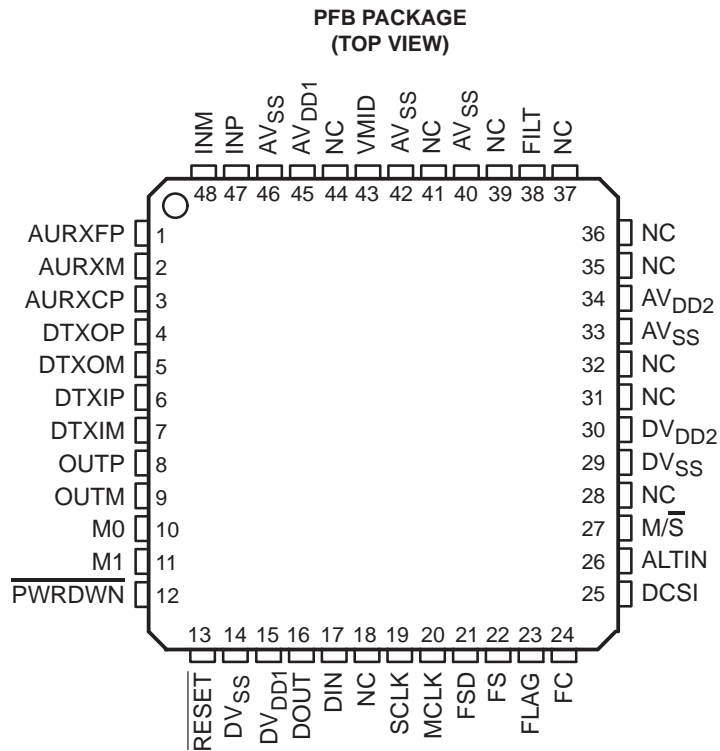 PFB PACKAGE
(TOP VIEW)
INM INP AVSS AVDD1 NC VMID AVSS NC AVSS NC FILT NC
48 47 46 45 44 43 42 41 40 39 38 37
AURXFP 1 36 NC
AURXM 2 35 NC
AURXCP 3 34 AVDD2
DTXOP 4 33 AVSS
DTXOM 5 32 NC
DTXIP 6 31 NC
DTXIM 7 30 DVDD2
OUTP 8 29 DVSS
OUTM 9 28 NC
M0 10 27 M/S̅
M1 11 26 ALTIN
P̅W̅R̅D̅W̅N̅ 12 25 DCSI
13 14 15 16 17 18 19 20 21 22 23 24
R̅E̅S̅E̅T̅ DVSS DVDD1 DOUT DIN NC SCLK MCLK FSD FS FLAG FC